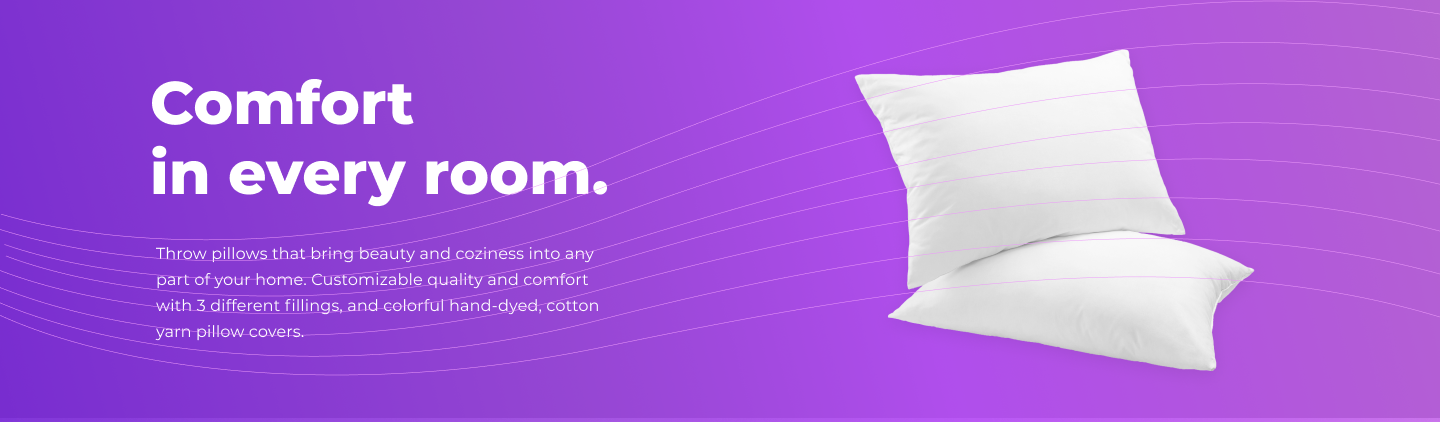 Comfort
in every room.
Throw pillows that bring beauty and coziness into any
part of your home. Customizable quality and comfort
with 3 different fillings, and colorful hand-dyed, cotton
yarn pillow covers.